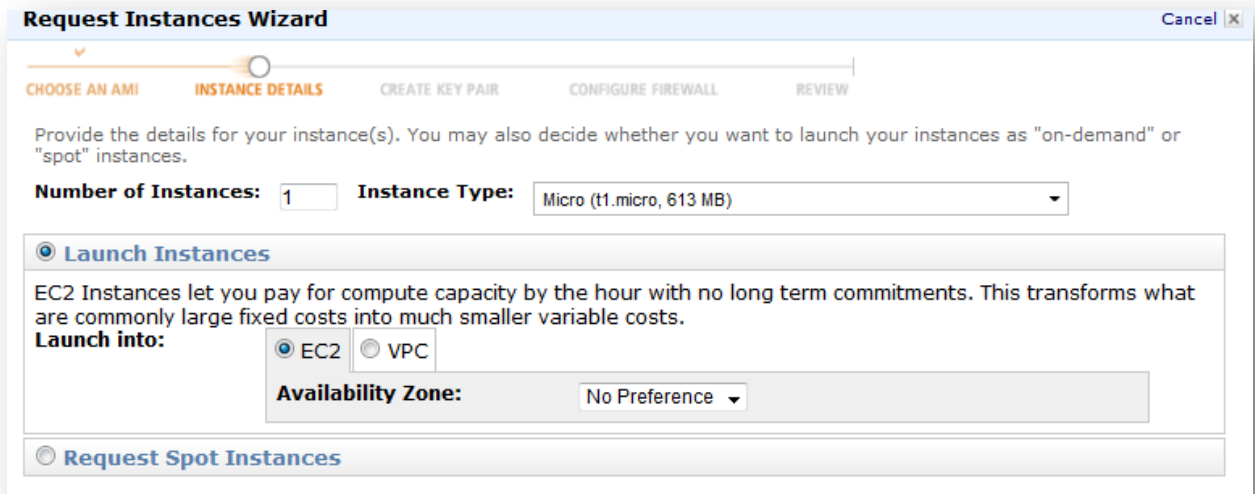 Request Instances Wizard Cancel
CHOOSE AN AMI INSTANCE DETAILS CREATE KEY PAIR CONFIGURE FIREWALL REVIEW
Provide the details for your instance(s). You may also decide whether you want to launch your instances as "on-demand" or
"spot" instances.
Number of Instances: 1 Instance Type: Micro (t1.micro, 613 MB)
Launch Instances
EC2 Instances let you pay for compute capacity by the hour with no long term commitments. This transforms what
are commonly large fixed costs into much smaller variable costs.
Launch into: EC2 VPC
Availability Zone: No Preference
Request Spot Instances